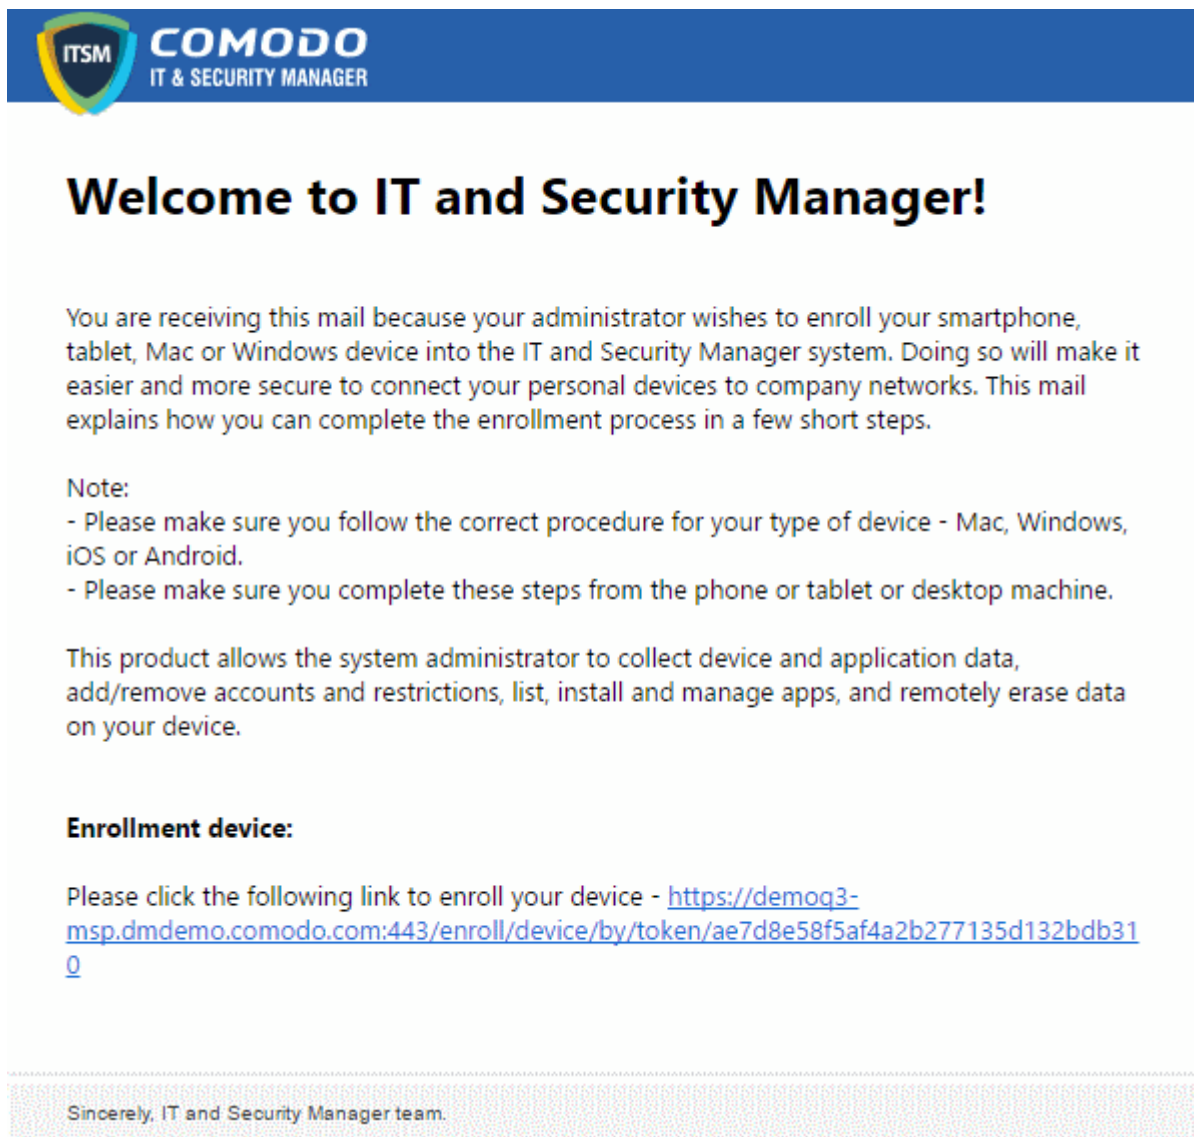 ITSM
COMODO
IT & SECURITY MANAGER
Welcome to IT and Security Manager!
You are receiving this mail because your administrator wishes to enroll your smartphone,
tablet, Mac or Windows device into the IT and Security Manager system. Doing so will make it
easier and more secure to connect your personal devices to company networks. This mail
explains how you can complete the enrollment process in a few short steps.
Note:
- Please make sure you follow the correct procedure for your type of device - Mac, Windows,
iOS or Android.
- Please make sure you complete these steps from the phone or tablet or desktop machine.
This product allows the system administrator to collect device and application data,
add/remove accounts and restrictions, list, install and manage apps, and remotely erase data
on your device.
Enrollment device:
Please click the following link to enroll your device - https://demoq3-
msp.dmdemo.comodo.com:443/enroll/device/by/token/ae7d8e58f5af4a2b277135d132bdb31
0
Sincerely, IT and Security Manager team.